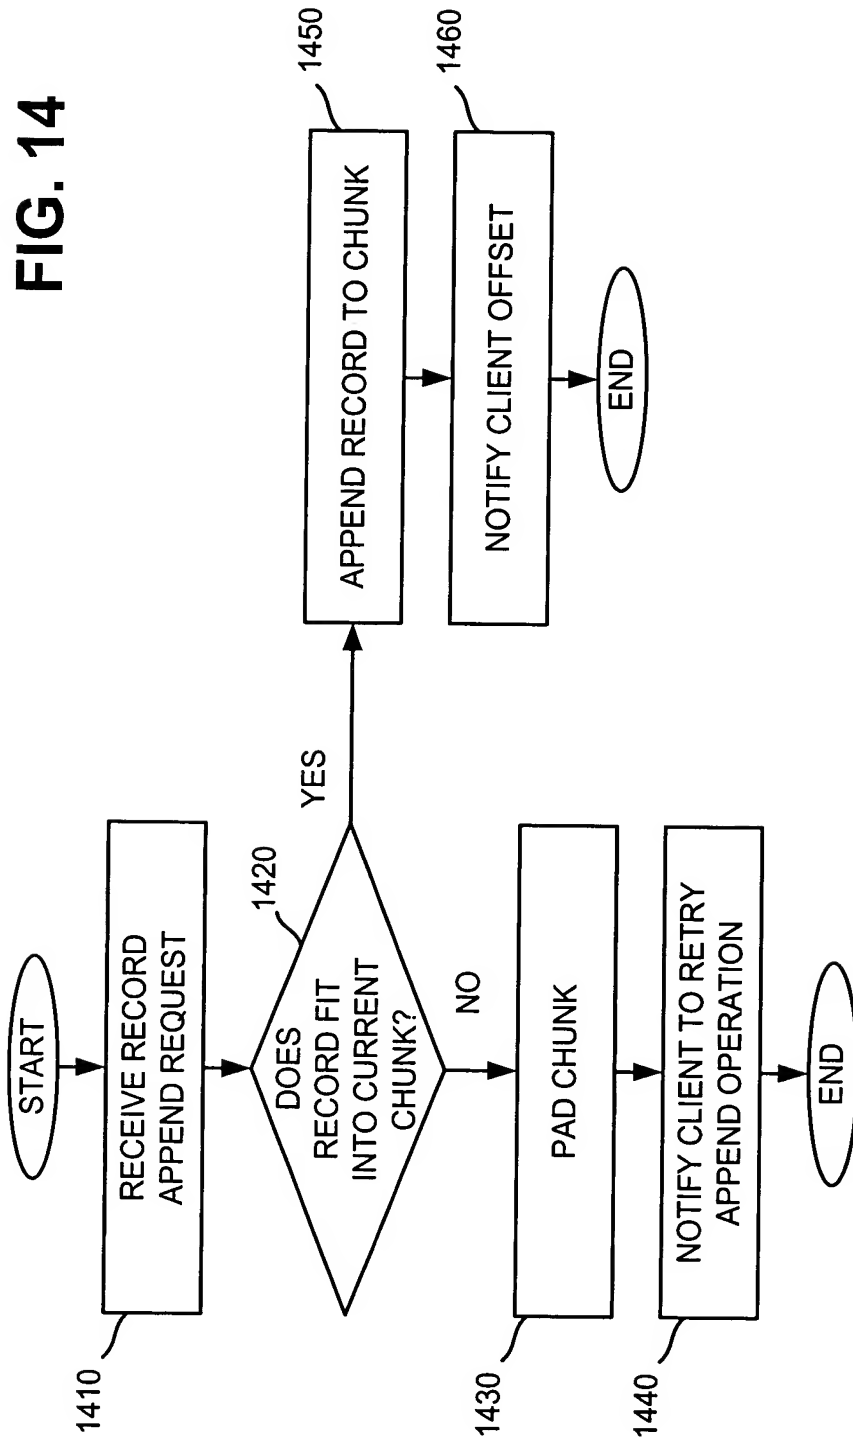 FIG. 14
START
RECEIVE RECORD
APPEND REQUEST
1410
DOES
RECORD FIT
INTO CURRENT
CHUNK?
1420
YES
NO
PAD CHUNK
1430
NOTIFY CLIENT TO RETRY
APPEND OPERATION
1440
END
APPEND RECORD TO CHUNK
1450
NOTIFY CLIENT OFFSET
1460
END